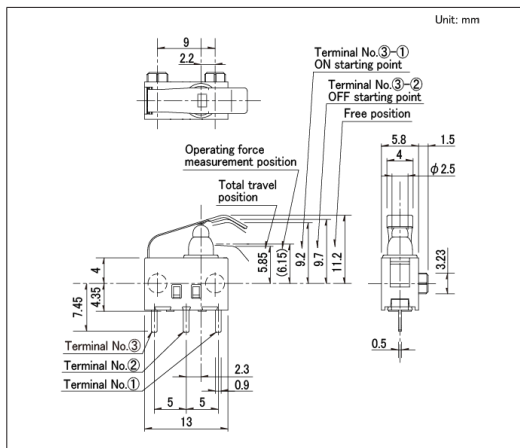 Unit: mm
9
2.2
Terminal No.③-①
ON starting point
Terminal No.③-②
OFF starting point
Free position
Operating force
measurement position
Total travel
position
5.8
1.5
4
φ2.5
5.85
(6.15)
9.2
9.7
11.2
3.23
4
4.35
7.45
Terminal No.③
Terminal No.②
Terminal No.①
2.3
0.9
5
5
13
0.5